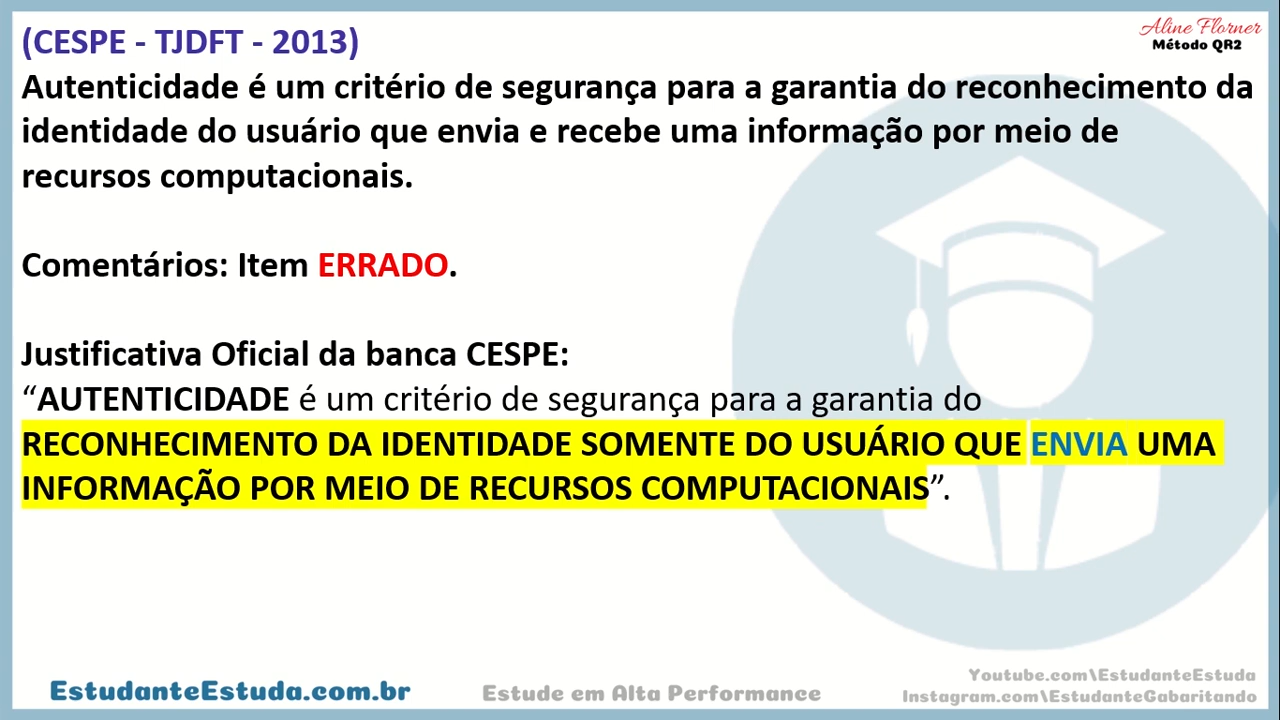 (CESPE - TJDFT - 2013)
Aline Florner
Método QR2
Autenticidade é um critério de segurança para a garantia do reconhecimento da
identidade do usuário que envia e recebe uma informação por meio de
recursos computacionais.
Comentários: Item ERRADO.
Justificativa Oficial da banca CESPE:
“AUTENTICIDADE é um critério de segurança para a garantia do
RECONHECIMENTO DA IDENTIDADE SOMENTE DO USUÁRIO QUE ENVIA UMA
INFORMAÇÃO POR MEIO DE RECURSOS COMPUTACIONAIS”.
EstudanteEstuda.com.br
Estude em Alta Performance
Youtube.com\EstudanteEstuda
Instagram.com\EstudanteGabaritando